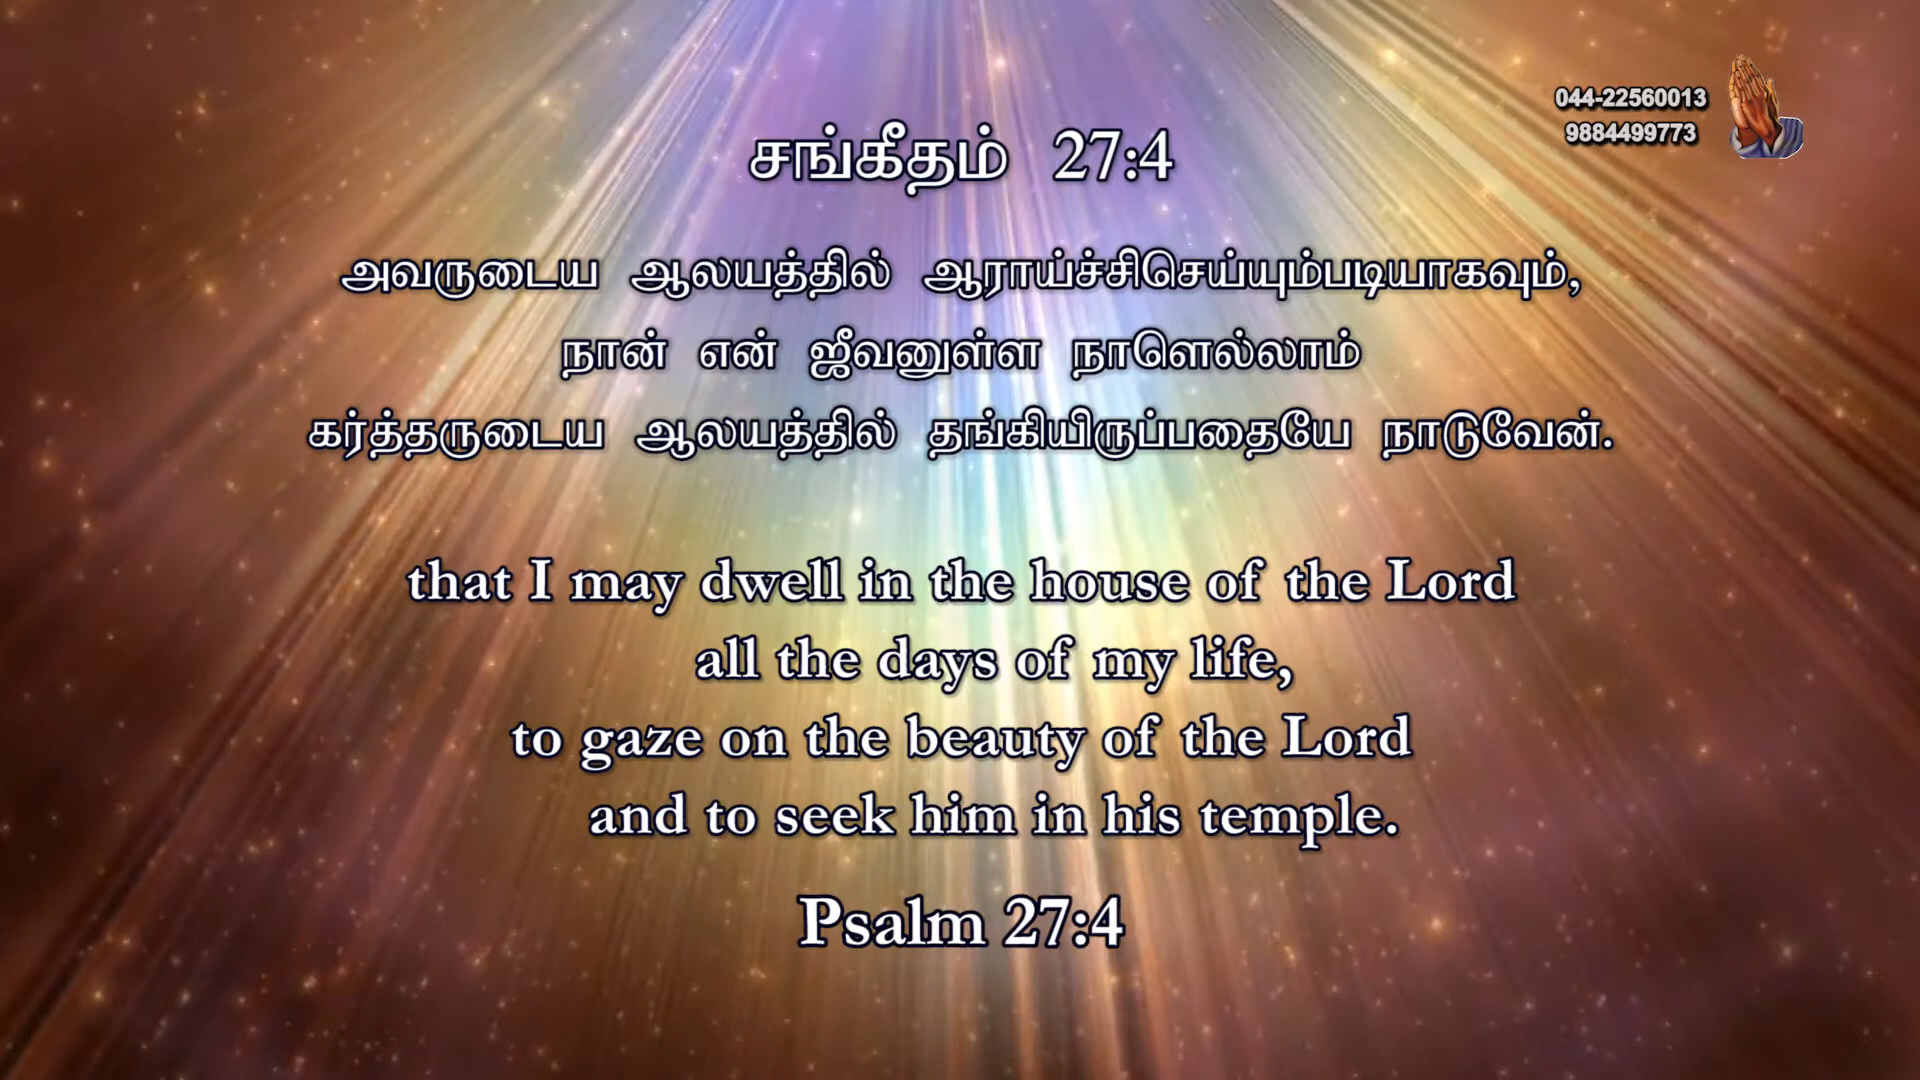 044-22560013
9884499773
சங்கீதம் 27:4
அவருடைய ஆலயத்தில் ஆராய்ச்சிசெய்யும்படியாகவும்,
நான் என் ஜீவனுள்ள நாளெல்லாம்
கர்த்தருடைய ஆலயத்தில் தங்கியிருப்பதையே நாடுவேன்.
that I may dwell in the house of the Lord
all the days of my life,
to gaze on the beauty of the Lord
and to seek him in his temple.
Psalm 27:4